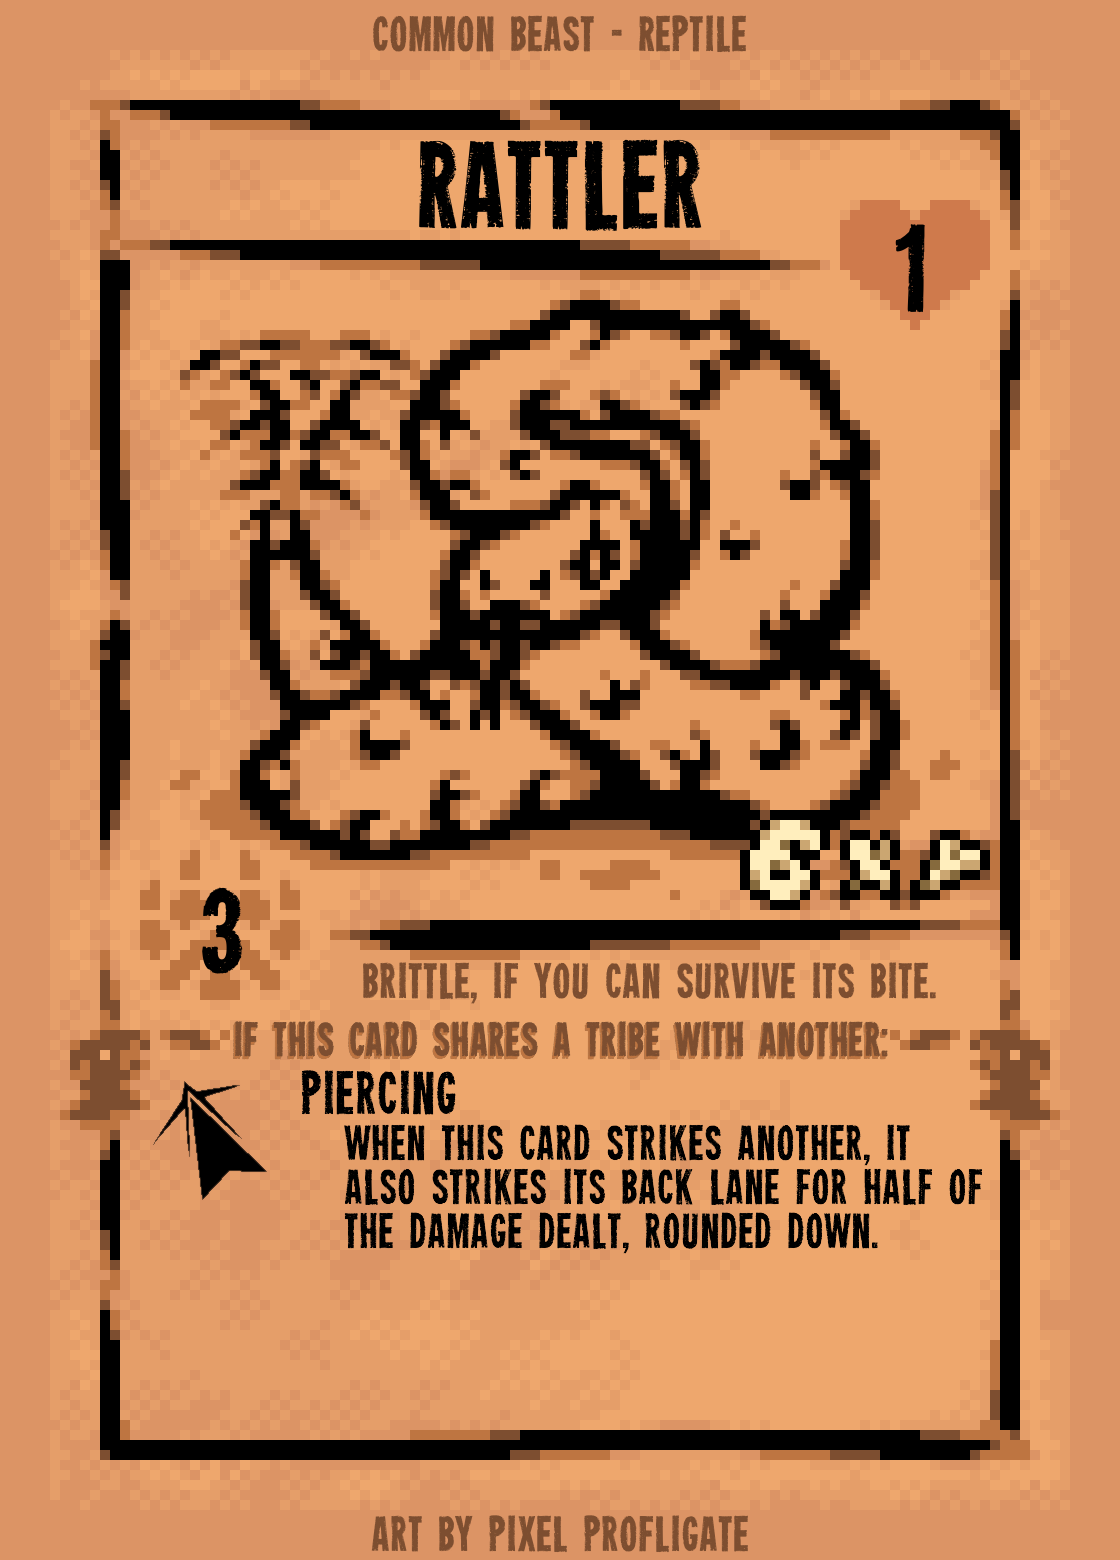 COMMON BEAST - REPTILE
RATTLER
1
6 X
3
BRITTLE, IF YOU CAN SURVIVE ITS BITE.
IF THIS CARD SHARES A TRIBE WITH ANOTHER:
PIERCING
WHEN THIS CARD STRIKES ANOTHER, IT
ALSO STRIKES ITS BACK LANE FOR HALF OF
THE DAMAGE DEALT, ROUNDED DOWN.
ART BY PIXEL PROFLIGATE